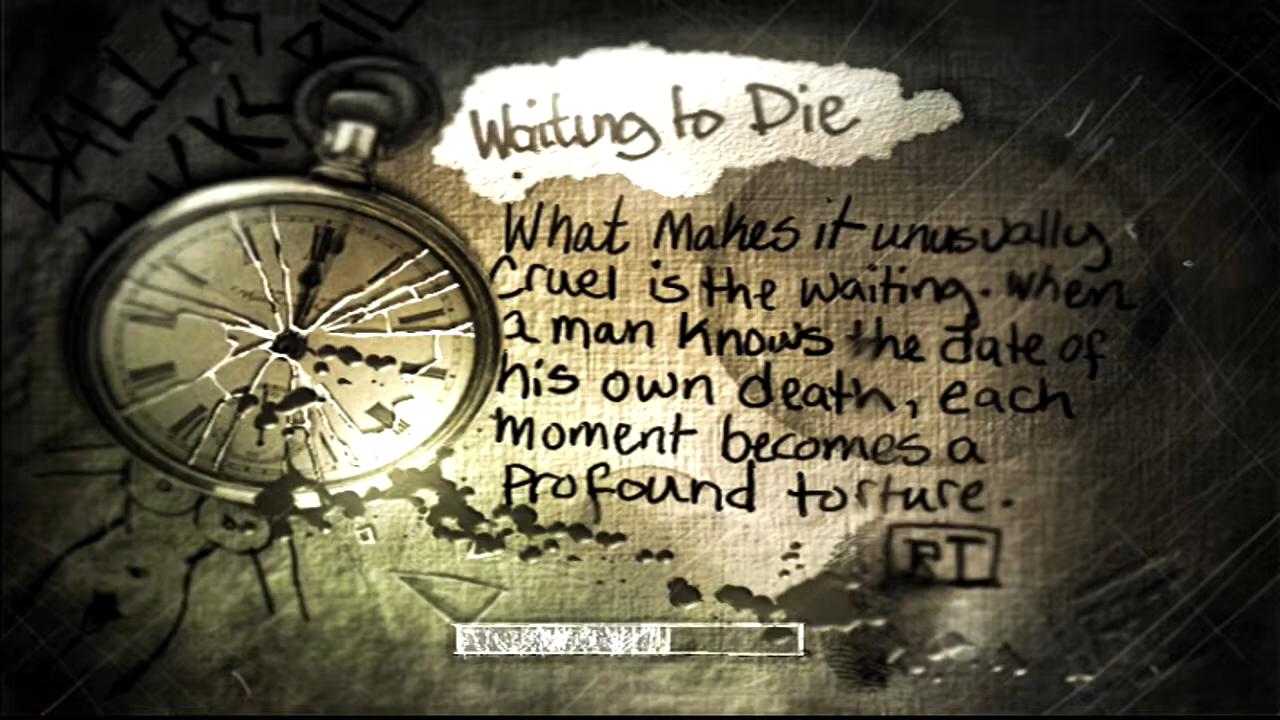 DALLAS
Waiting to Die
What Makes it unusually
Cruel is the waiting. when
a man knows the date of
his own death, each
moment becomes a
profound torture.
RT